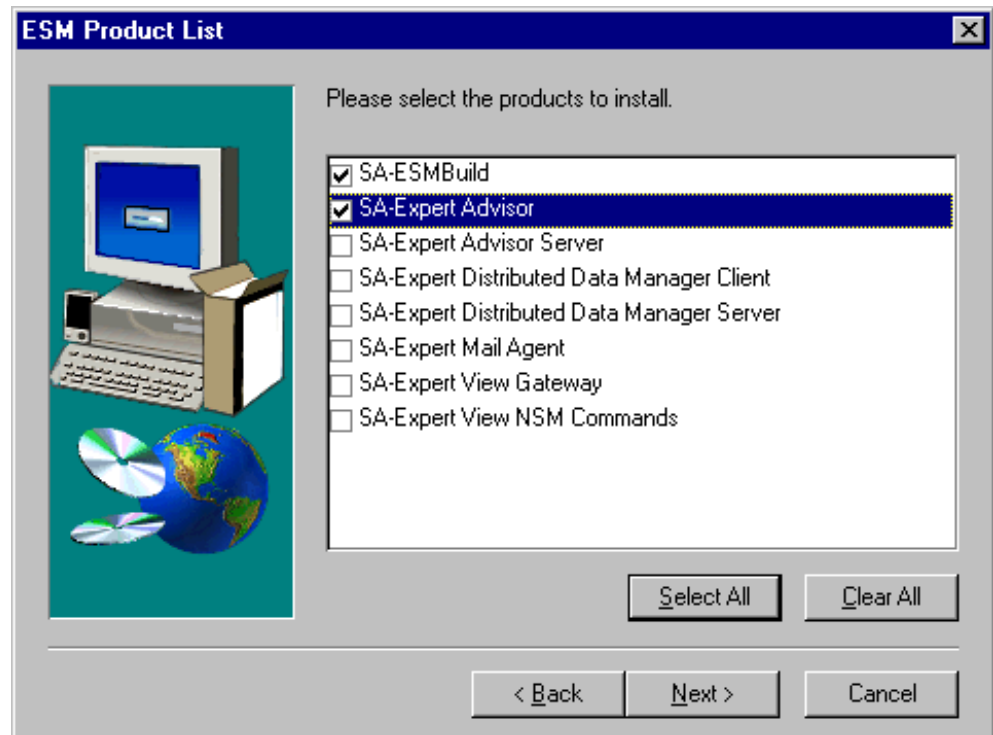 ESM Product List
Please select the products to install.
SA-ESMBuild
SA-Expert Advisor
SA-Expert Advisor Server
SA-Expert Distributed Data Manager Client
SA-Expert Distributed Data Manager Server
SA-Expert Mail Agent
SA-Expert View Gateway
SA-Expert View NSM Commands
Select All
Clear All
< Back
Next >
Cancel